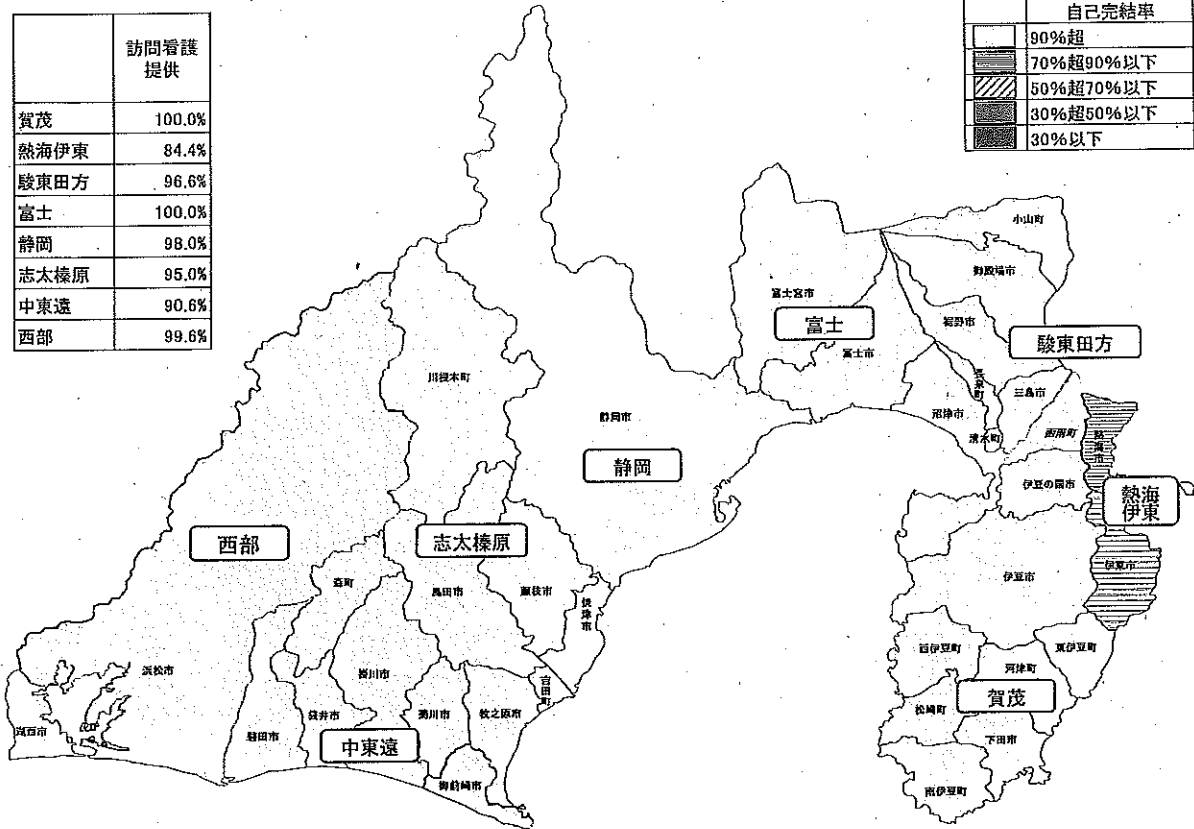 訪問看護
提供
賀茂 100.0%
熱海伊東 84.4%
駿東田方 96.6%
富士 100.0%
静岡 98.0%
志太榛原 95.0%
中東遠 90.6%
西部 99.6%
自己完結率
90%超
70%超90%以下
50%超70%以下
30%超50%以下
30%以下
小山町
御殿場市
富士宮市
富士
裾野市
駿東田方
富士市
長泉町
三島市
川根本町
沼津市
静岡市
清水町
函南町
熱海市
静岡
伊豆の国市
熱海
伊東
西部
志太榛原
伊東市
伊豆市
森町
島田市
藤枝市
焼津市
西伊豆町
東伊豆町
河津町
浜松市
掛川市
吉田町
賀茂
松崎町
袋井市
菊川市
牧之原市
湖西市
磐田市
中東遠
下田市
御前崎市
南伊豆町